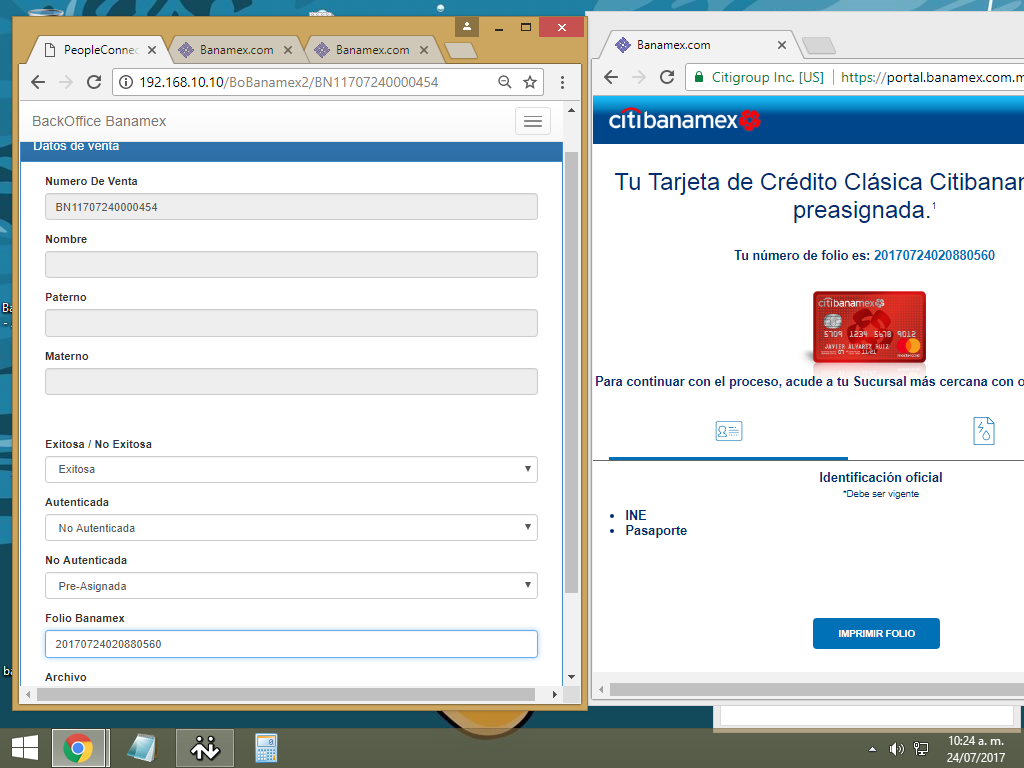 PeopleConnec
Banamex.com
Banamex.com
192.168.10.10/BoBanamex2/BN11707240000454
BackOffice Banamex
Datos de venta
Numero De Venta
BN11707240000454
Nombre
Paterno
Materno
Exitosa / No Exitosa
Exitosa
Autenticada
No Autenticada
No Autenticada
Pre-Asignada
Folio Banamex
20170724020880560
Archivo
Banamex.com
Citigroup Inc. [US]
https://portal.banamex.com.m
citibanamex
Tu Tarjeta de Crédito Clásica Citibanam
preasignada.¹
Tu número de folio es: 20170724020880560
citibanamex
5709 1234 5678 9012
JAVIER ALVAREZ RUIZ
mastercard
Para continuar con el proceso, acude a tu Sucursal más cercana con o
Identificación oficial
*Debe ser vigente
• INE
• Pasaporte
IMPRIMIR FOLIO
10:24 a. m.
24/07/2017